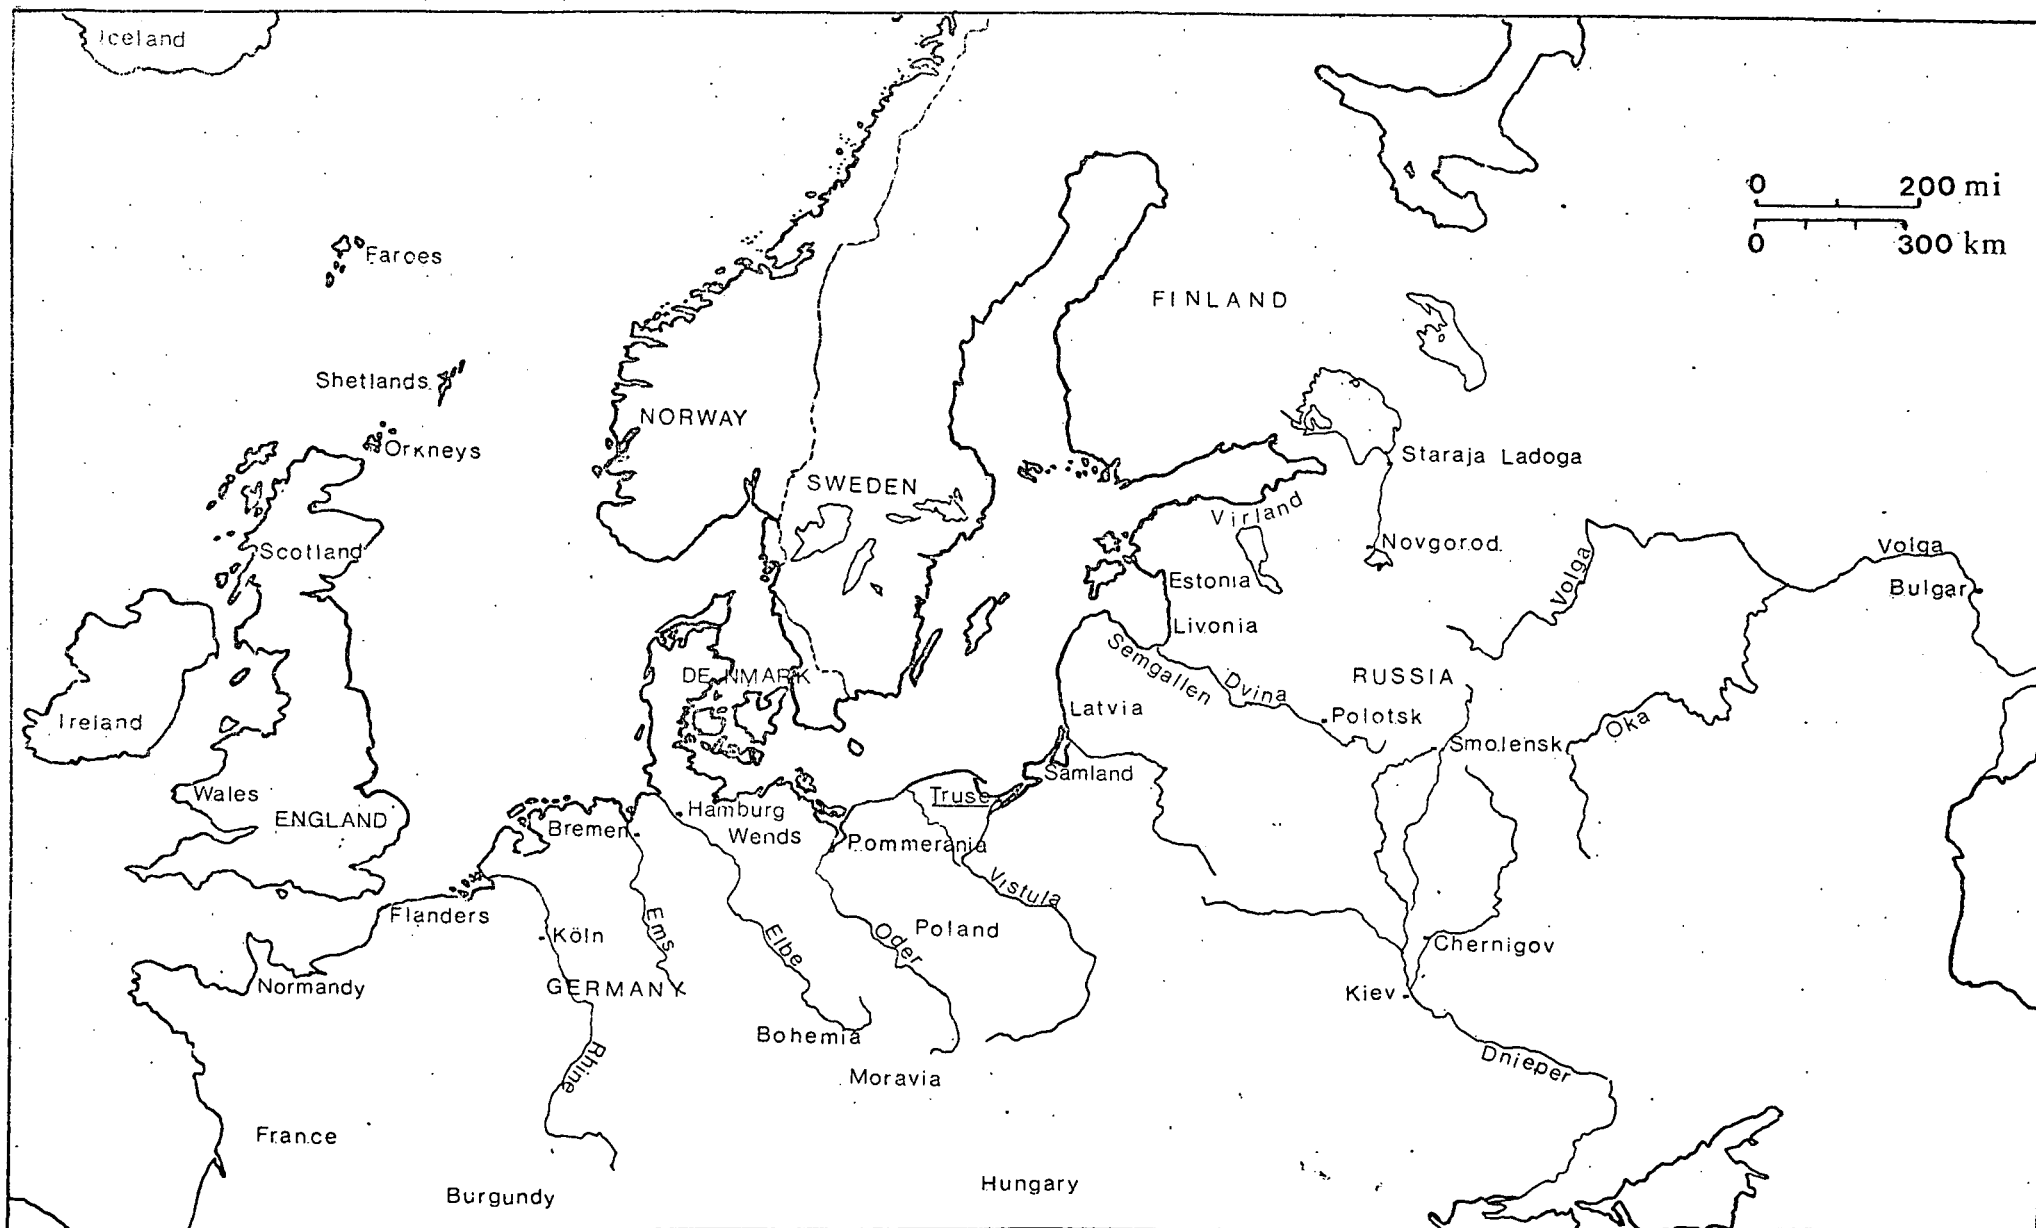 Iceland
0 200 mi
0 300 km
Faroes
FINLAND
Shetlands
NORWAY
Orkneys
Staraja Ladoga
SWEDEN
Virland
Novgorod
Scotland
Volga
Volga
Bulgar
Estonia
Livonia
Semgallen
Dvina
DENMARK
RUSSIA
Latvia
Polotsk
Oka
Ireland
Smolensk
Samland
Wales
Truse
ENGLAND
Hamburg
Bremen
Wends
Pommerania
Vistula
Flanders
Köln
Ems
Elbe
Oder
Poland
Chernigov
Normandy
GERMANY
Kiev
Bohemia
Rhine
Dnieper
Moravia
France
Burgundy
Hungary